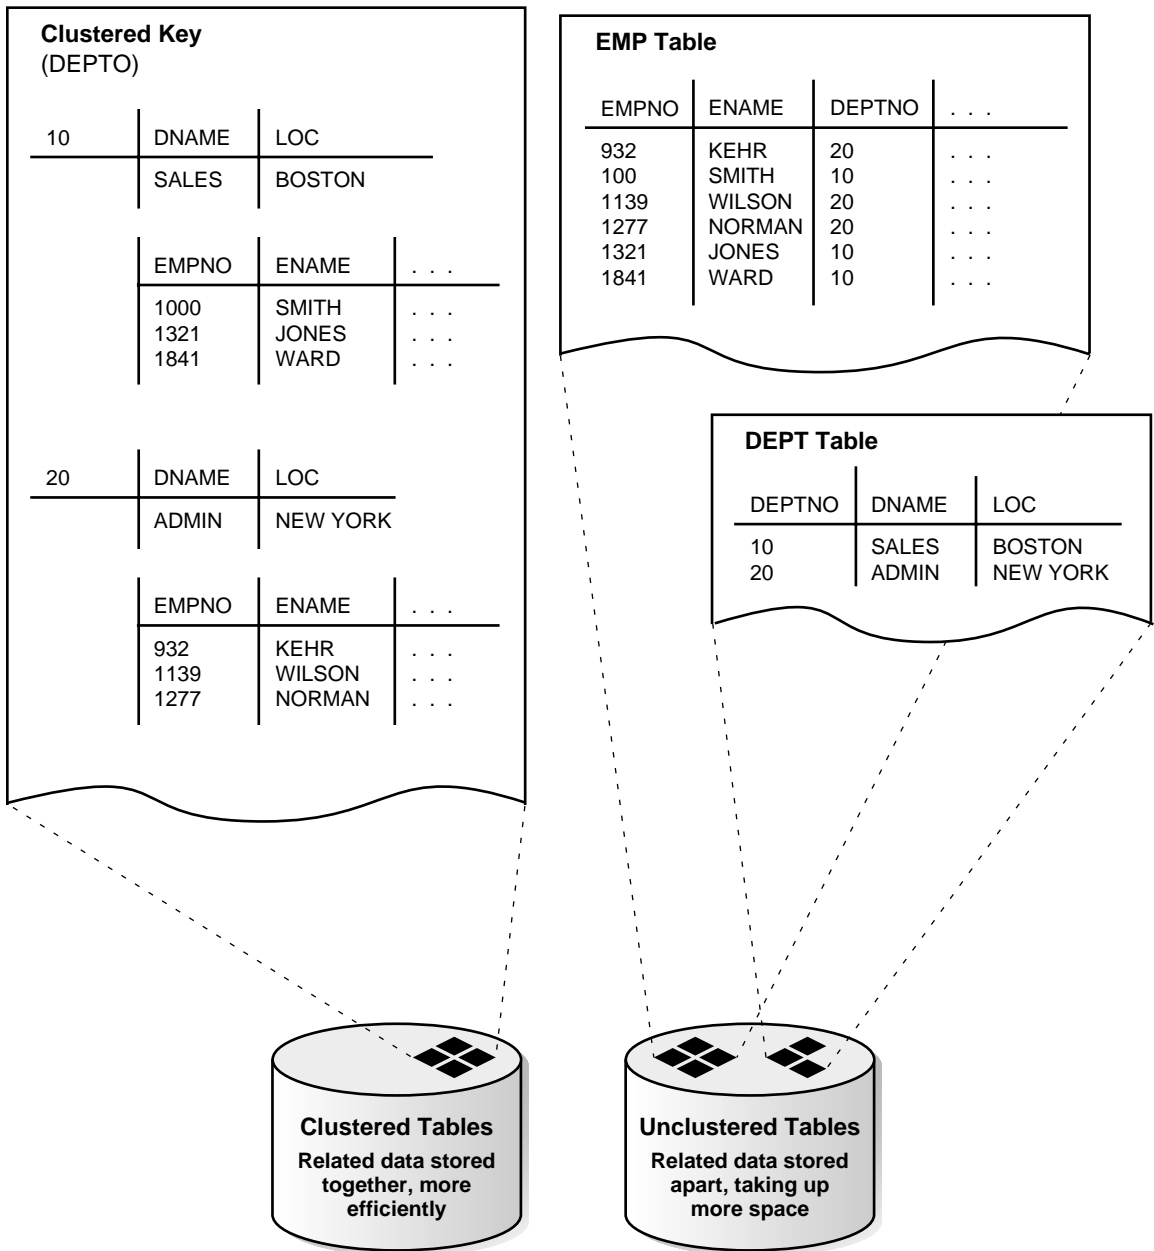 Clustered Key
(DEPTO)
10 DNAME LOC
SALES BOSTON
EMPNO ENAME . . .
1000 SMITH . . .
1321 JONES . . .
1841 WARD . . .
20 DNAME LOC
ADMIN NEW YORK
EMPNO ENAME . . .
932 KEHR . . .
1139 WILSON . . .
1277 NORMAN . . .
EMP Table
EMPNO ENAME DEPTNO . . .
932 KEHR 20 . . .
100 SMITH 10 . . .
1139 WILSON 20 . . .
1277 NORMAN 20 . . .
1321 JONES 10 . . .
1841 WARD 10 . . .
DEPT Table
DEPTNO DNAME LOC
10 SALES BOSTON
20 ADMIN NEW YORK
Clustered Tables
Related data stored
together, more
efficiently
Unclustered Tables
Related data stored
apart, taking up
more space